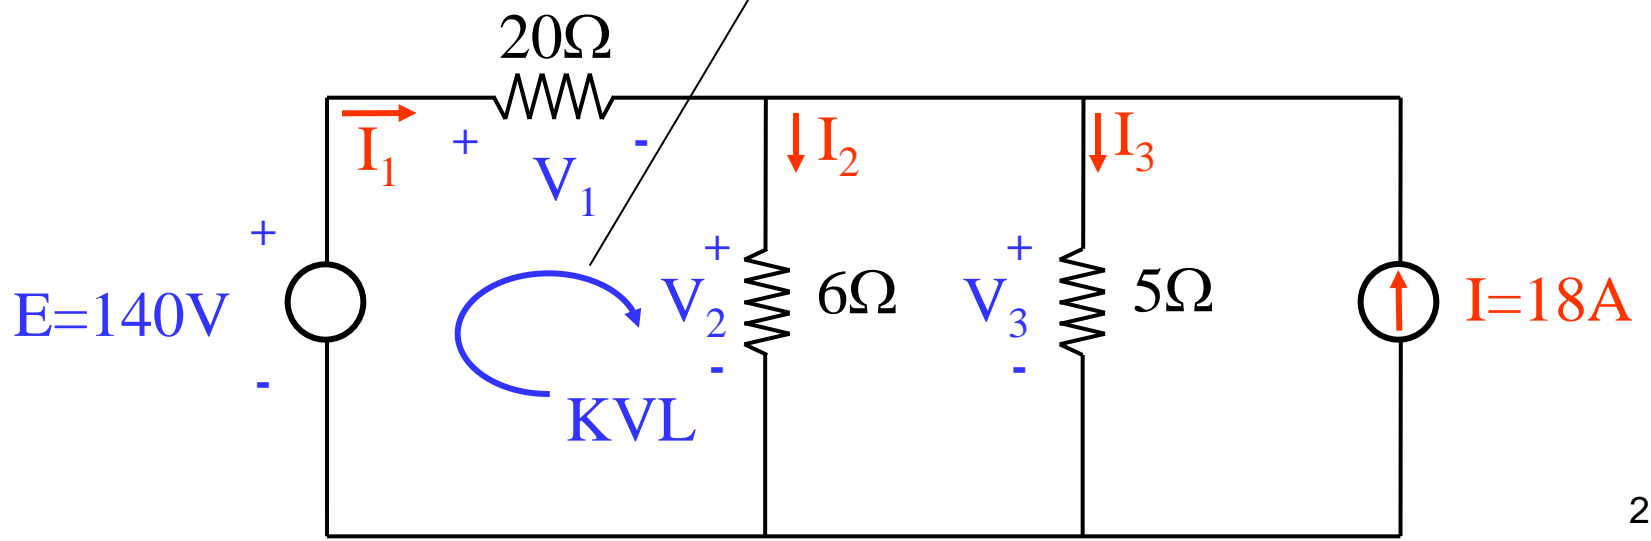 20Ω
I1
+
-
V1
I2
I3
+
E=140V
-
+
V2
-
6Ω
+
V3
-
5Ω
I=18A
KVL
2